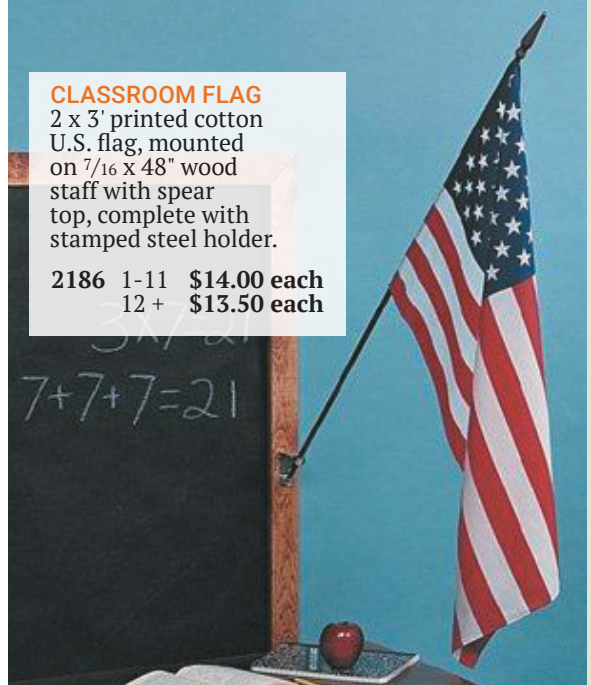 CLASSROOM FLAG
2 x 3' printed cotton
U.S. flag, mounted
on 7/16 x 48" wood
staff with spear
top, complete with
stamped steel holder.
2186 1-11 $14.00 each
12 + $13.50 each
3x7=21
7+7+7=21